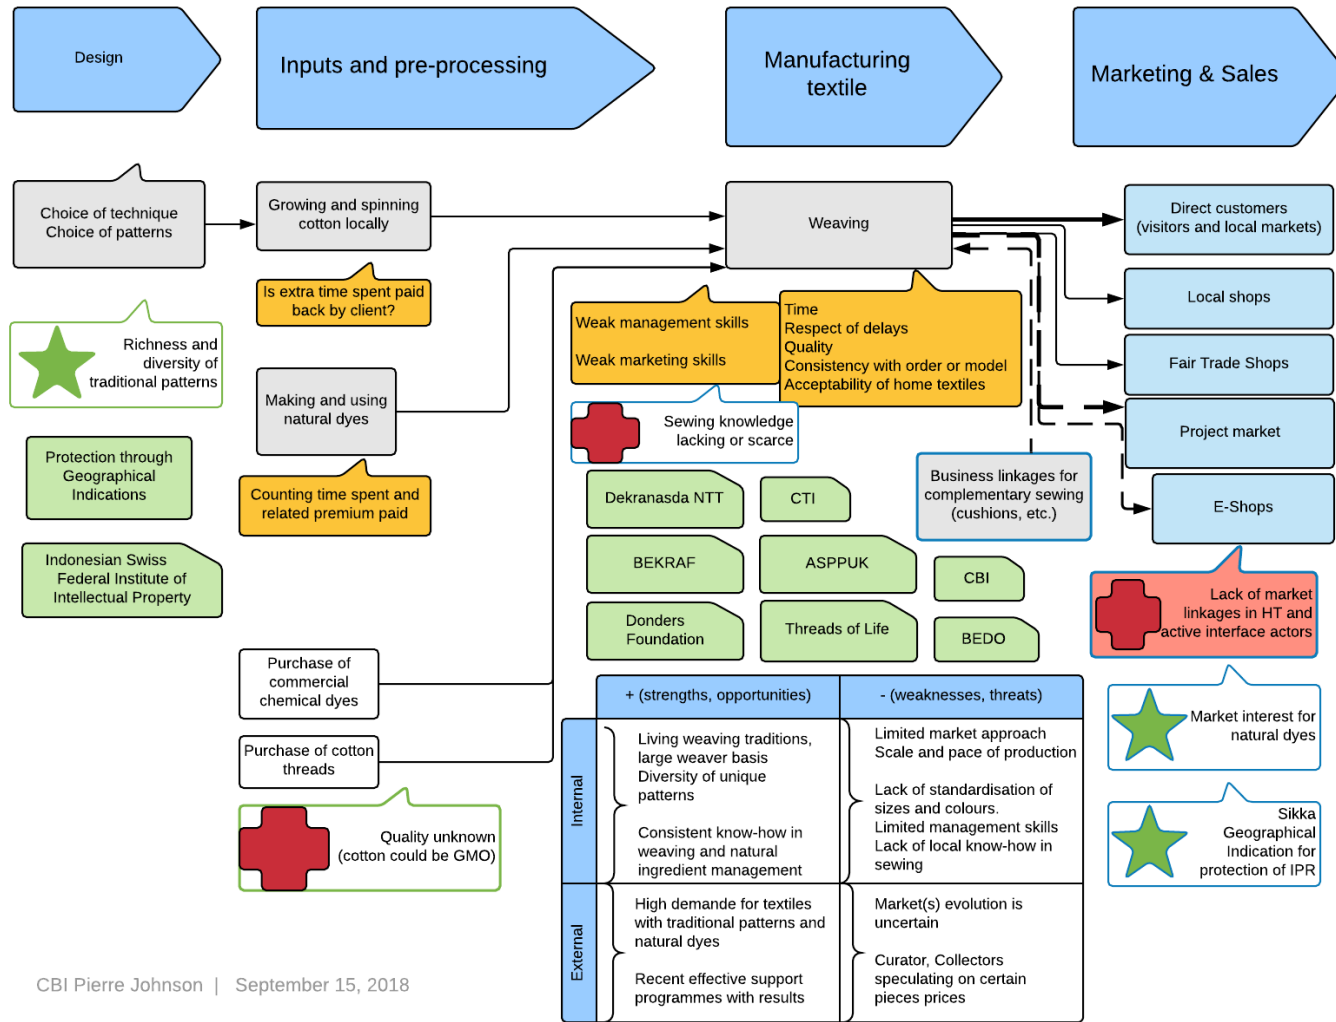 Design
Inputs and pre-processing
Manufacturing
textile
Marketing & Sales
Choice of technique
Choice of patterns
Growing and spinning
cotton locally
Weaving
Direct customers
(visitors and local markets)
Is extra time spent paid
back by client?
Local shops
Richness and
diversity of
traditional patterns
Weak management skills
Weak marketing skills
Time
Respect of delays
Quality
Consistency with order or model
Acceptability of home textiles
Fair Trade Shops
Making and using
natural dyes
Sewing knowledge
lacking or scarce
Project market
Protection through
Geographical
Indications
Counting time spent and
related premium paid
Dekranasda NTT
CTI
Business linkages for
complementary sewing
(cushions, etc.)
E-Shops
Indonesian Swiss
Federal Institute of
Intellectual Property
BEKRAF
ASPPUK
CBI
Lack of market
linkages in HT and
active interface actors
Donders
Foundation
Threads of Life
BEDO
Purchase of
commercial
chemical dyes
Market interest for
natural dyes
Purchase of cotton
threads
Quality unknown
(cotton could be GMO)
Sikka
Geographical
Indication for
protection of IPR
+ (strengths, opportunities)
- (weaknesses, threats)
Internal
Living weaving traditions,
large weaver basis
Diversity of unique
patterns
Consistent know-how in
weaving and natural
ingredient management
Limited market approach
Scale and pace of production
Lack of standardisation of
sizes and colours.
Limited management skills
Lack of local know-how in
sewing
External
High demande for textiles
with traditional patterns and
natural dyes
Recent effective support
programmes with results
Market(s) evolution is
uncertain
Curator, Collectors
speculating on certain
pieces prices
CBI Pierre Johnson | September 15, 2018